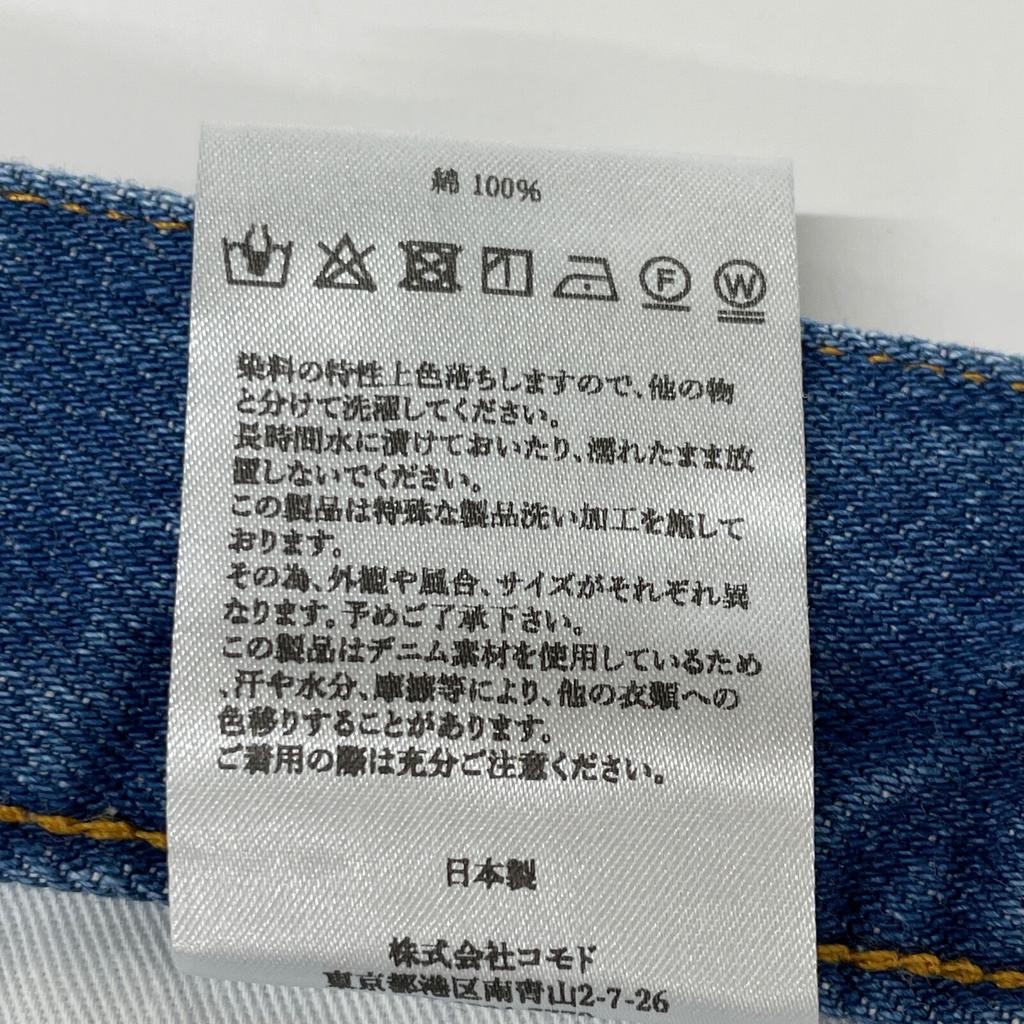 綿 100%
F W
染料の特性上色落ちしますので、他の物
と分けて洗濯してください。
長時間水に漬けておいたり、濡れたまま放
置しないでください。
この製品は特殊な製品洗い加工を施して
おります。
その為、外観や風合、サイズがそれぞれ異
なります。予めご了承下さい。
この製品はデニム素材を使用しているため
、汗や水分、摩擦等により、他の衣類への
色移りすることがあります。
ご着用の際は充分ご注意ください。
日本製
株式会社コモド
東京都港区南青山2-7-26